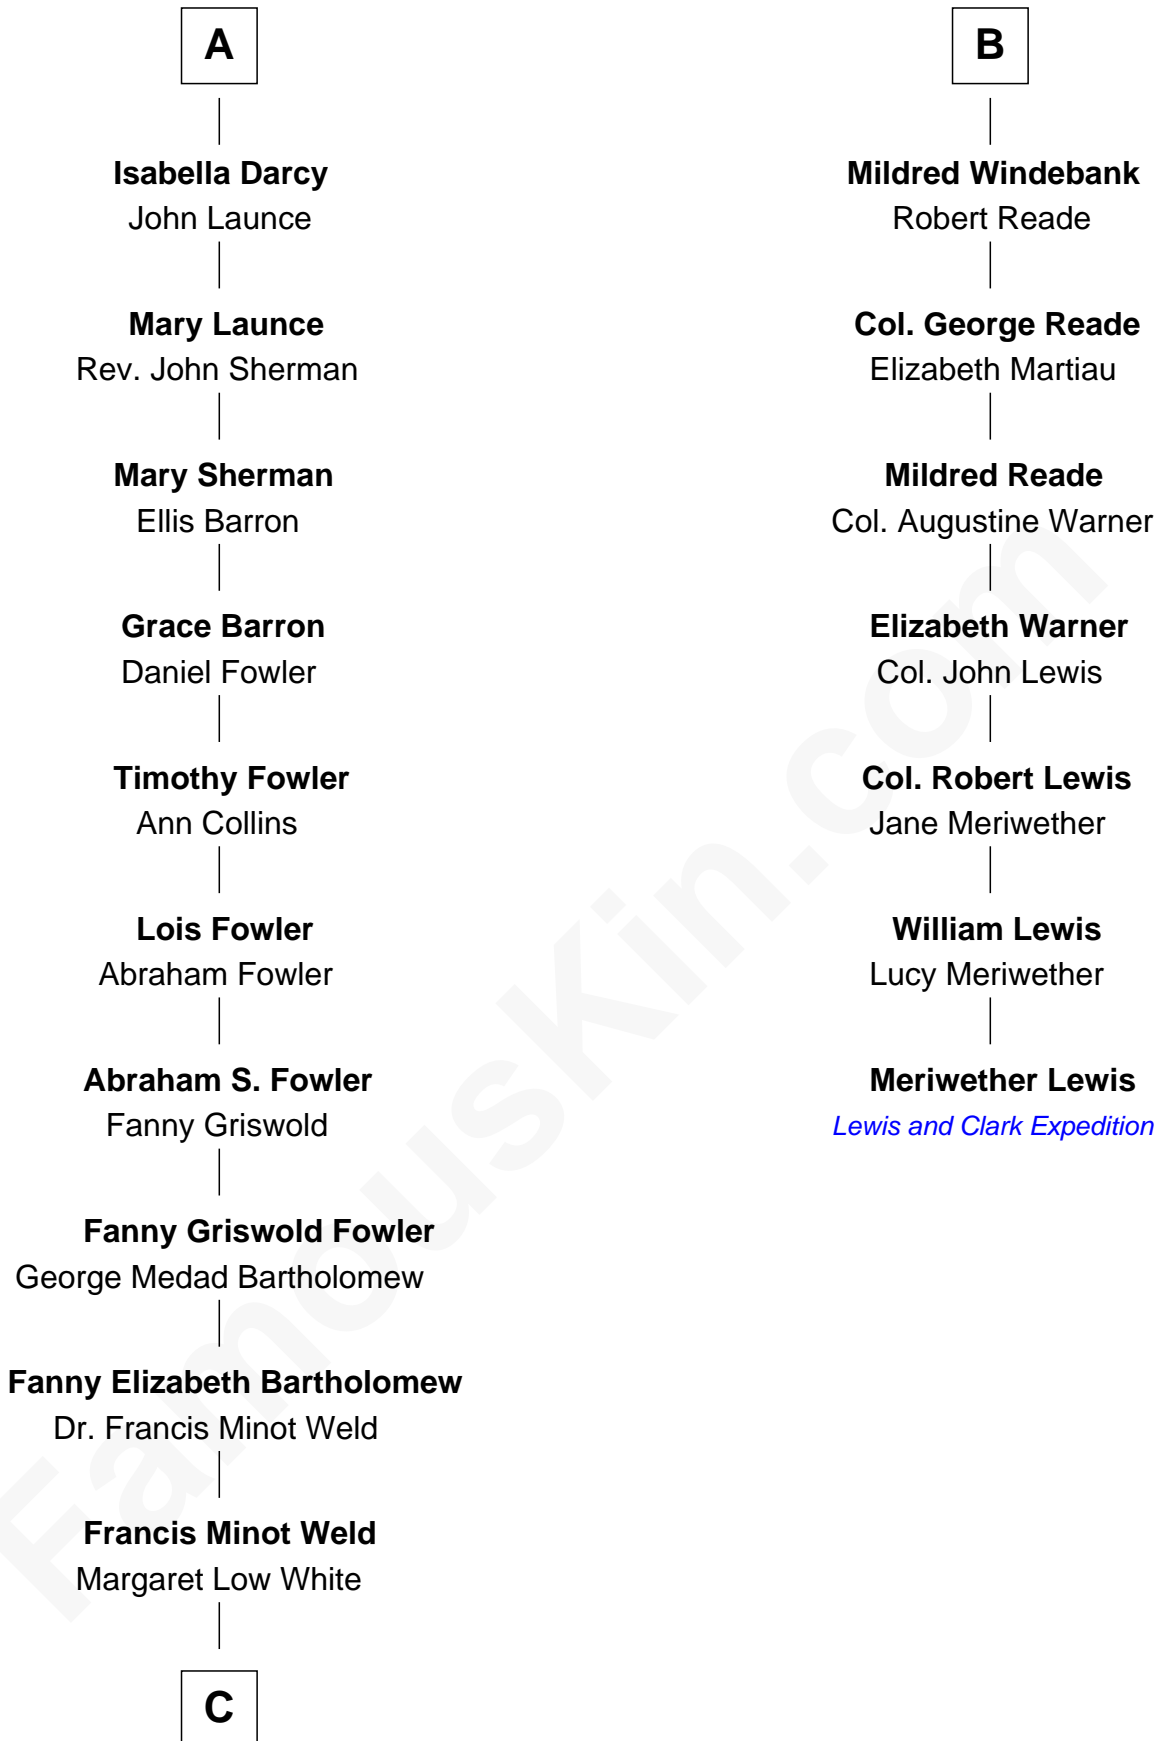 A
Isabella Darcy
John Launce
Mary Launce
Rev. John Sherman
Mary Sherman
Ellis Barron
Grace Barron
Daniel Fowler
Timothy Fowler
Ann Collins
Lois Fowler
Abraham Fowler
Abraham S. Fowler
Fanny Griswold
Fanny Griswold Fowler
George Medad Bartholomew
Fanny Elizabeth Bartholomew
Dr. Francis Minot Weld
Francis Minot Weld
Margaret Low White
C
B
Mildred Windebank
Robert Reade
Col. George Reade
Elizabeth Martiau
Mildred Reade
Col. Augustine Warner
Elizabeth Warner
Col. John Lewis
Col. Robert Lewis
Jane Meriwether
William Lewis
Lucy Meriwether
Meriwether Lewis
Lewis and Clark Expedition
FamousKin.com